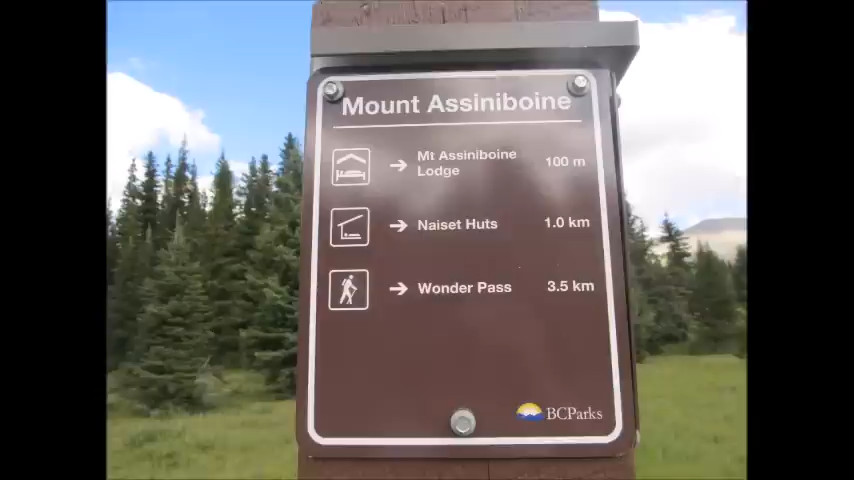 Mount Assiniboine
Mt Assiniboine
Lodge
100 m
Naiset Huts
1.0 km
Wonder Pass
3.5 km
BCParks